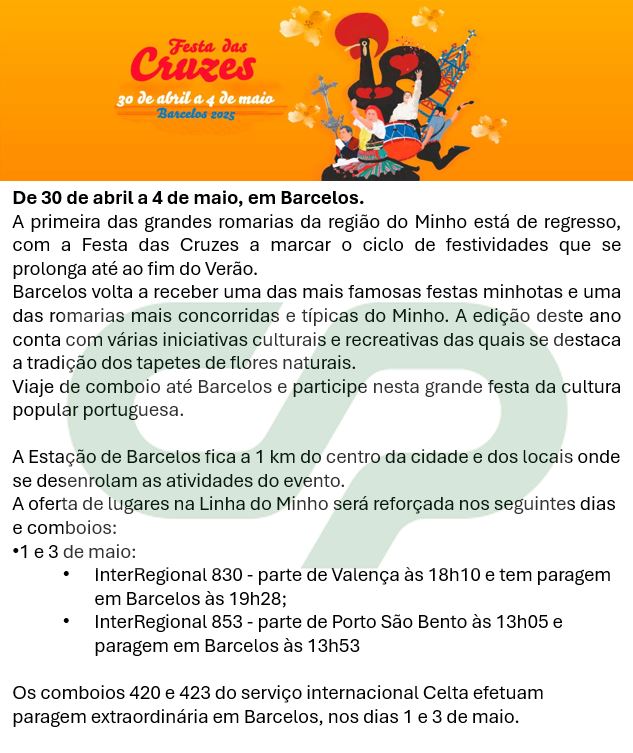 Festa das
Cruzes
30 de abril a 4 de maio
Barcelos 2025
De 30 de abril a 4 de maio, em Barcelos.
A primeira das grandes romarias da região do Minho está de regresso,
com a Festa das Cruzes a marcar o ciclo de festividades que se
prolonga até ao fim do Verão.
Barcelos volta a receber uma das mais famosas festas minhotas e uma
das romarias mais concorridas e típicas do Minho. A edição deste ano
conta com várias iniciativas culturais e recreativas das quais se destaca
a tradição dos tapetes de flores naturais.
Viaje de comboio até Barcelos e participe nesta grande festa da cultura
popular portuguesa.
A Estação de Barcelos fica a 1 km do centro da cidade e dos locais onde
se desenrolam as atividades do evento.
A oferta de lugares na Linha do Minho será reforçada nos seguintes dias
e comboios:
•1 e 3 de maio:
• InterRegional 830 - parte de Valença às 18h10 e tem paragem
em Barcelos às 19h28;
• InterRegional 853 - parte de Porto São Bento às 13h05 e
paragem em Barcelos às 13h53
Os comboios 420 e 423 do serviço internacional Celta efetuam
paragem extraordinária em Barcelos, nos dias 1 e 3 de maio.